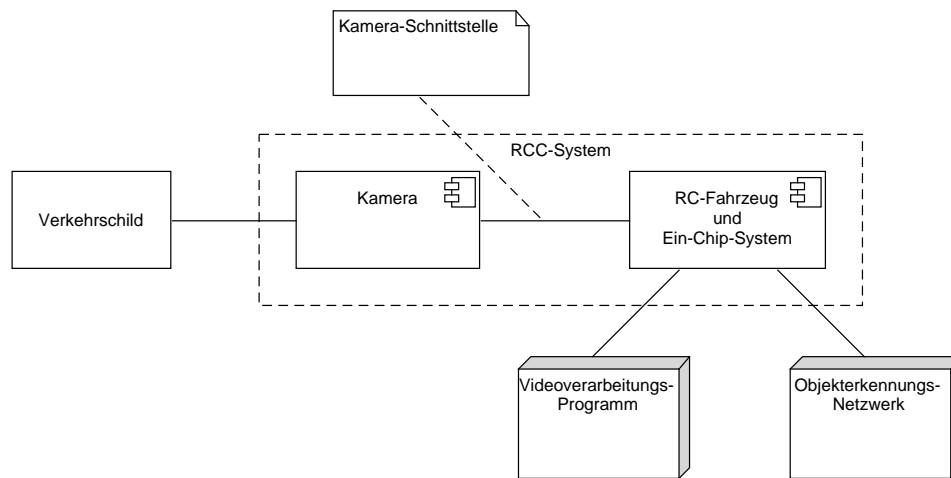 Kamera-Schnittstelle
RCC-System
Verkehrschild
Kamera
RC-Fahrzeug
und
Ein-Chip-System
Videoverarbeitungs-
Programm
Objekterkennungs-
Netzwerk